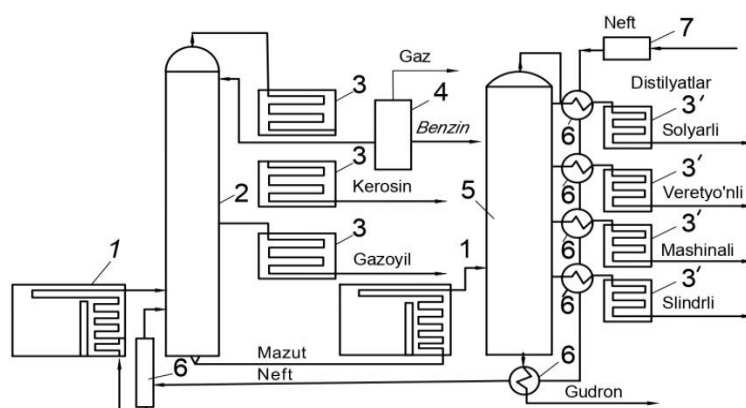 Neft
7
Gaz
3
4
Distilyatlar
3′
Benzin
6
Solyarli
3
Kerosin
2
5
3′
6
Veretyo'nli
3
Gazoyil
1
1
3′
6
Mashinali
3′
6
Slindrli
Mazut
6
Neft
6
Gudron